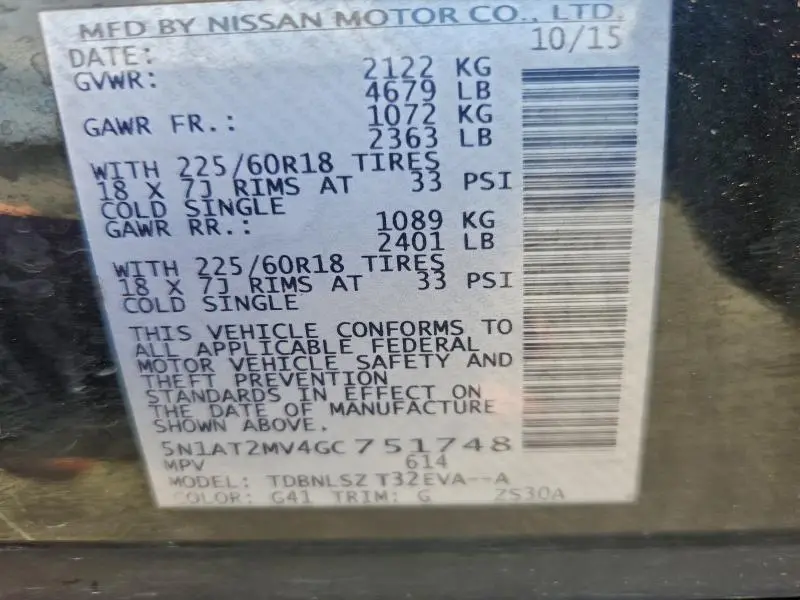 MFD BY NISSAN MOTOR CO., LTD.
DATE: 10/15
GVWR: 2122 KG
4679 LB
GAWR FR.: 1072 KG
2363 LB
WITH 225/60R18 TIRES
18 X 7J RIMS AT 33 PSI
COLD SINGLE
GAWR RR.: 1089 KG
2401 LB
WITH 225/60R18 TIRES
18 X 7J RIMS AT 33 PSI
COLD SINGLE
THIS VEHICLE CONFORMS TO
ALL APPLICABLE FEDERAL
MOTOR VEHICLE SAFETY AND
THEFT PREVENTION
STANDARDS IN EFFECT ON
THE DATE OF MANUFACTURE
SHOWN ABOVE.
5N1AT2MV4GC751748
MPV 614
MODEL: TDBNLSZ T32EVA--A
COLOR: G41 TRIM: G ZS30A